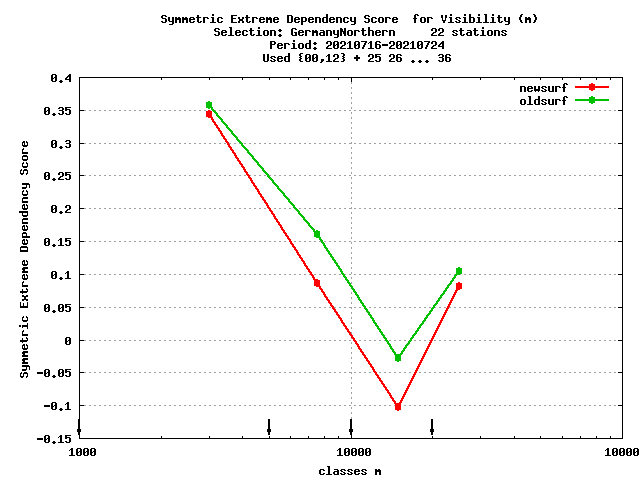 Symmetric Extreme Dependency Score  for Visibility (m)
Selection: GermanyNorthern     22 stations
Period: 20210716-20210724
Used {00,12} + 25 26 ... 36
newsurf
oldsurf
Symmetric Extreme Dependency Score
0.4
0.35
0.3
0.25
0.2
0.15
0.1
0.05
0
-0.05
-0.1
-0.15
1000
10000
10000
classes m